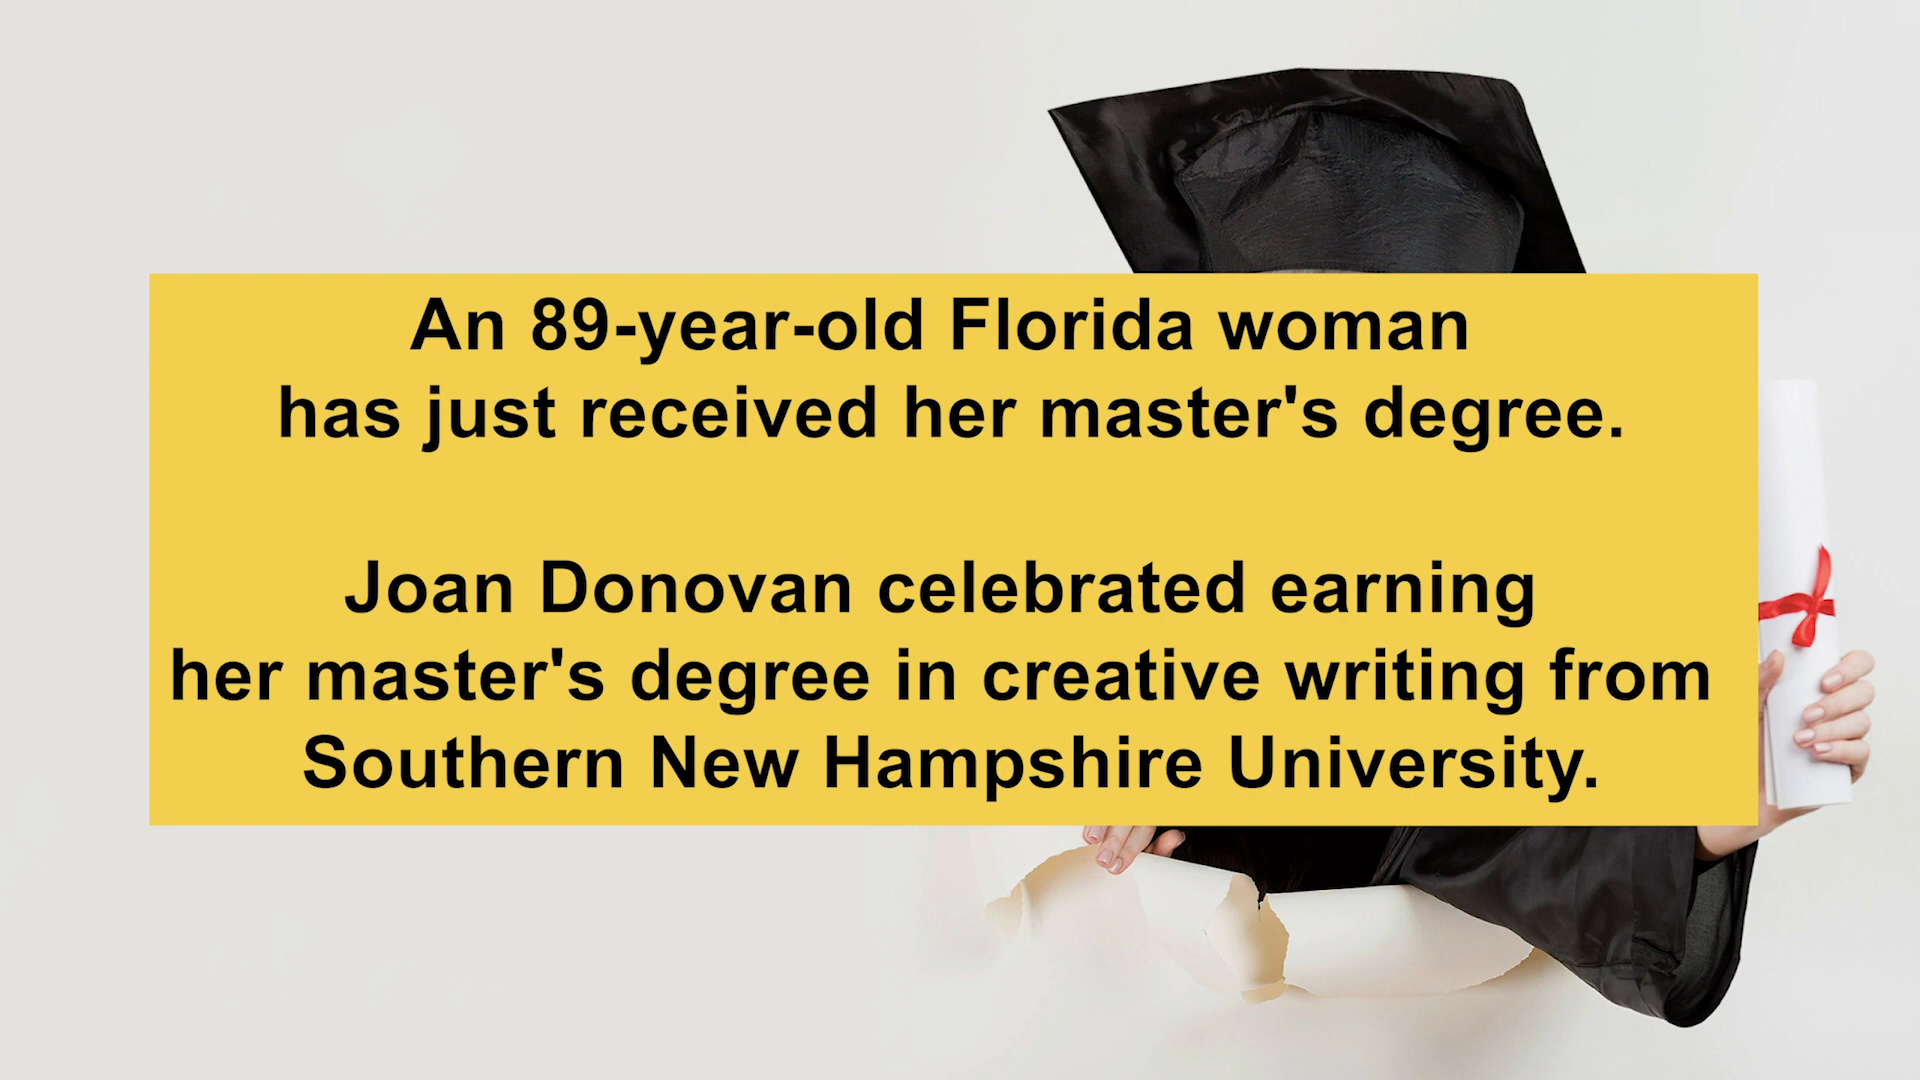 An 89-year-old Florida woman
has just received her master's degree.
Joan Donovan celebrated earning
her master's degree in creative writing from
Southern New Hampshire University.